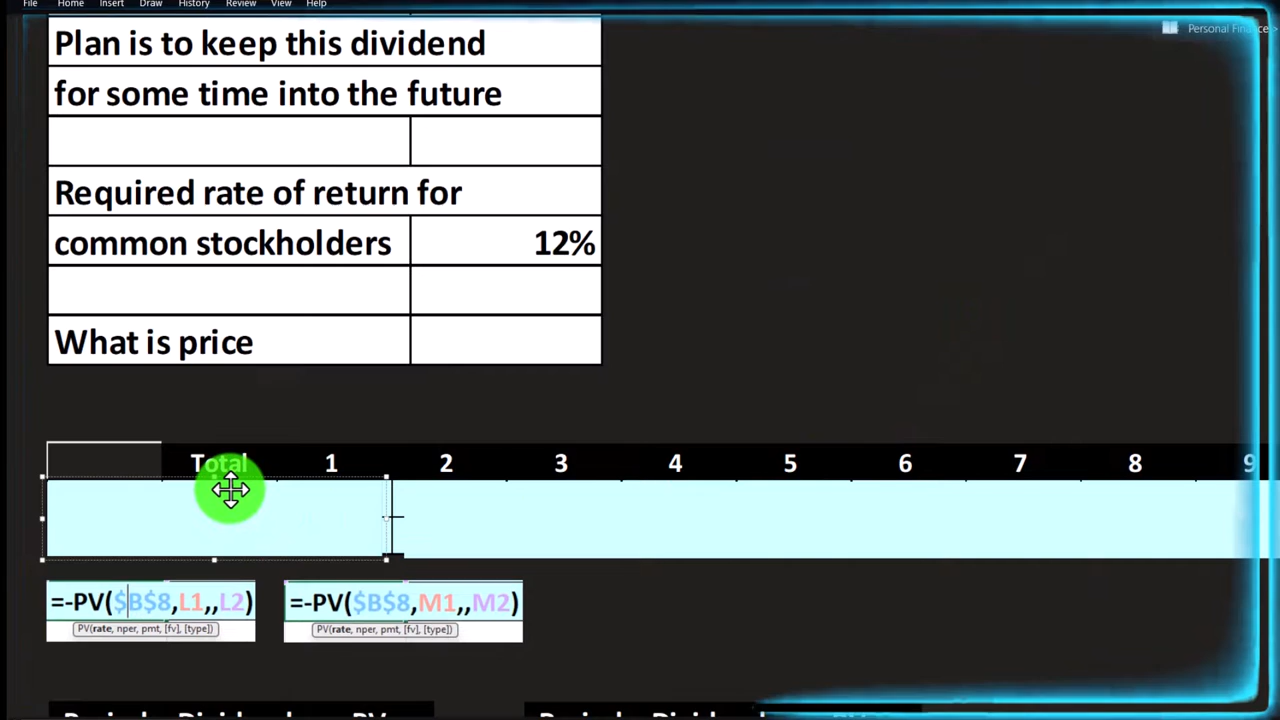 File Home Insert Draw History Review View Help
Personal Finance >
Plan is to keep this dividend
for some time into the future
Required rate of return for
common stockholders 12%
What is price
Total 1 2 3 4 5 6 7 8 9
=-PV($B$8,L1,,L2) =-PV($B$8,M1,,M2)
PV(rate, nper, pmt, [fv], [type]) PV(rate, nper, pmt, [fv], [type])